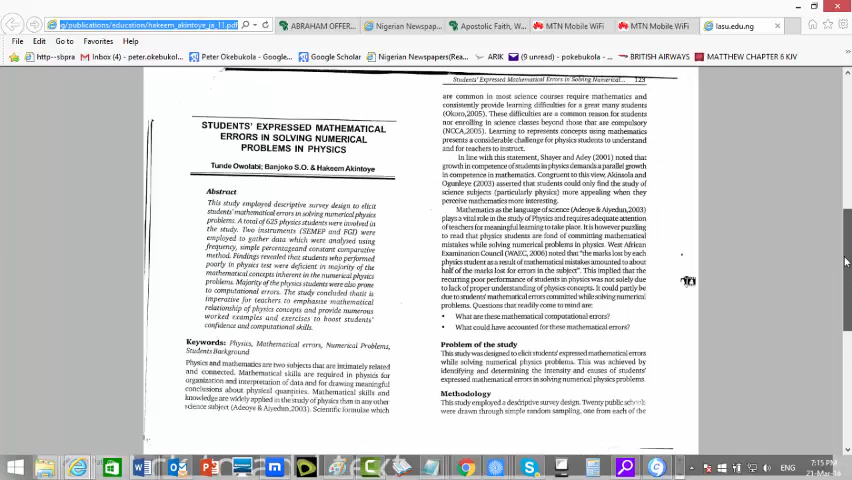 g/publications/education/hakeem_akintoye_ja_11.pdf
ABRAHAM OFFER...
Nigerian Newspap...
Apostolic Faith, W...
MTN Mobile WiFi
MTN Mobile WiFi
lasu.edu.ng
File Edit Go to Favorites Help
http--sbpra
Inbox (4) - peter.okebukol...
Peter Okebukola - Google...
Google Scholar
Nigerian Newspapers(Rea...
ARIK
(9 unread) - pokebukola...
BRITISH AIRWAYS
MATTHEW CHAPTER 6 KJV
STUDENTS' EXPRESSED MATHEMATICAL
ERRORS IN SOLVING NUMERICAL
PROBLEMS IN PHYSICS
Tunde Owolabi; Banjoko S.O. & Hakeem Akintoye
Abstract
This study employed descriptive survey design to elicit
students' mathematical errors in solving numerical physics
problems. A total of 625 physics students were involved in
the study. Two instruments (SEMEP and FGI) were
employed to gather data which were analysed using
frequency, simple percentage and constant comparative
method. Findings revealed that students who performed
poorly in physics test were deficient in majority of the
mathematical concepts inherent in the numerical physics
problems. Majority of the physics students were also prone
to computational errors. The study concluded that it is
imperative for teachers to emphasise mathematical
relationship of physics concepts and provide numerous
worked examples and exercises to boost students'
confidence and computational skills.
Keywords: Physics, Mathematical errors, Numerical Problems,
Students Background
Physics and mathematics are two subjects that are intimately related
and connected. Mathematical skills are required in physics for
organization and interpretation of data and for drawing meaningful
conclusions about physical quantities. Mathematical skills and
knowledge are widely applied in the study of physics than in any other
science subject (Adeoye & Aiyedun,2003). Scientific formulae which
Students' Expressed Mathematical Errors in Solving Numerical... 123
are common in most science courses require mathematics and
consistently provide learning difficulties for a great many students
(Okoro,2005). These difficulties are a common reason for students
not enrolling in science classes beyond those that are compulsory
(NCCA,2005). Learning to represents concepts using mathematics
presents a considerable challenge for physics students to understand
and for teachers to instruct.
In line with this statement, Shayer and Adey (2001) noted that
growth in competence of students in physics demands a parallel growth
in competence in mathematics. Congruent to this view, Akinsola and
Ogunleye (2003) asserted that students could only find the study of
science subjects (particularly physics) more appealing when they
perceive mathematics more interesting.
Mathematics as the language of science (Adeoye & Aiyedun,2003)
plays a vital role in the study of Physics and requires adequate attention
of teachers for meaningful learning to take place. It is however puzzling
to read that physics students are fond of committing mathematical
mistakes while solving numerical problems in physics. West African
Examination Council (WAEC, 2006) noted that "the marks lost by each
physics student as a result of mathematical mistakes amounted to about
half of the marks lost for errors in the subject". This implied that the
recurring poor performance of students in physics was not solely due
to lack of proper understanding of physics concepts. It could partly be
due to students' mathematical errors committed while solving numerical
problems. Questions that readily come to mind are:
• What are these mathematical computational errors?
• What could have accounted for these mathematical errors?
Problem of the study
This study was designed to elicit students' expressed mathematical errors
while solving numerical physics problems. This was achieved by
identifying and determining the intensity and causes of students'
expressed mathematical errors in solving numerical physics problems.
Methodology
This study employed a descriptive survey design. Twenty public schools
were drawn through simple random sampling, one from each of the
ENG
7:15 PM
21-Mar-16